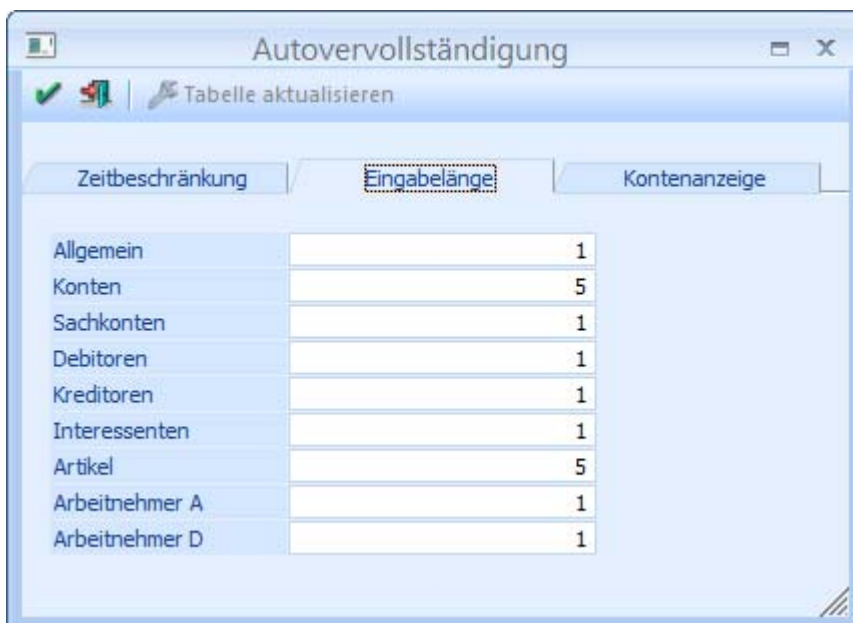 Autovervollständigung
Tabelle aktualisieren
Zeitbeschränkung Eingabelänge Kontenanzeige
Allgemein 1
Konten 5
Sachkonten 1
Debitoren 1
Kreditoren 1
Interessenten 1
Artikel 5
Arbeitnehmer A 1
Arbeitnehmer D 1